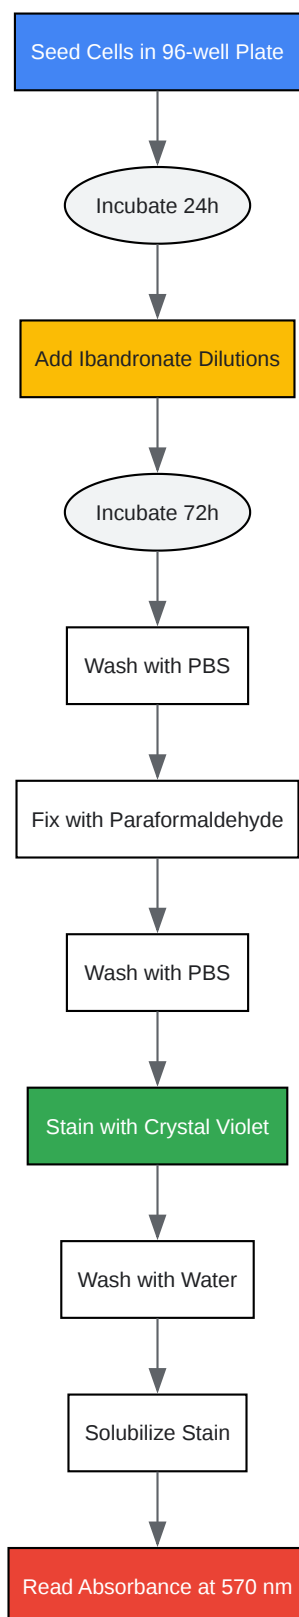 Seed Cells in 96-well Plate
Incubate 24h
Add Ibandronate Dilutions
Incubate 72h
Wash with PBS
Fix with Paraformaldehyde
Wash with PBS
Stain with Crystal Violet
Wash with Water
Solubilize Stain
Read Absorbance at 570 nm